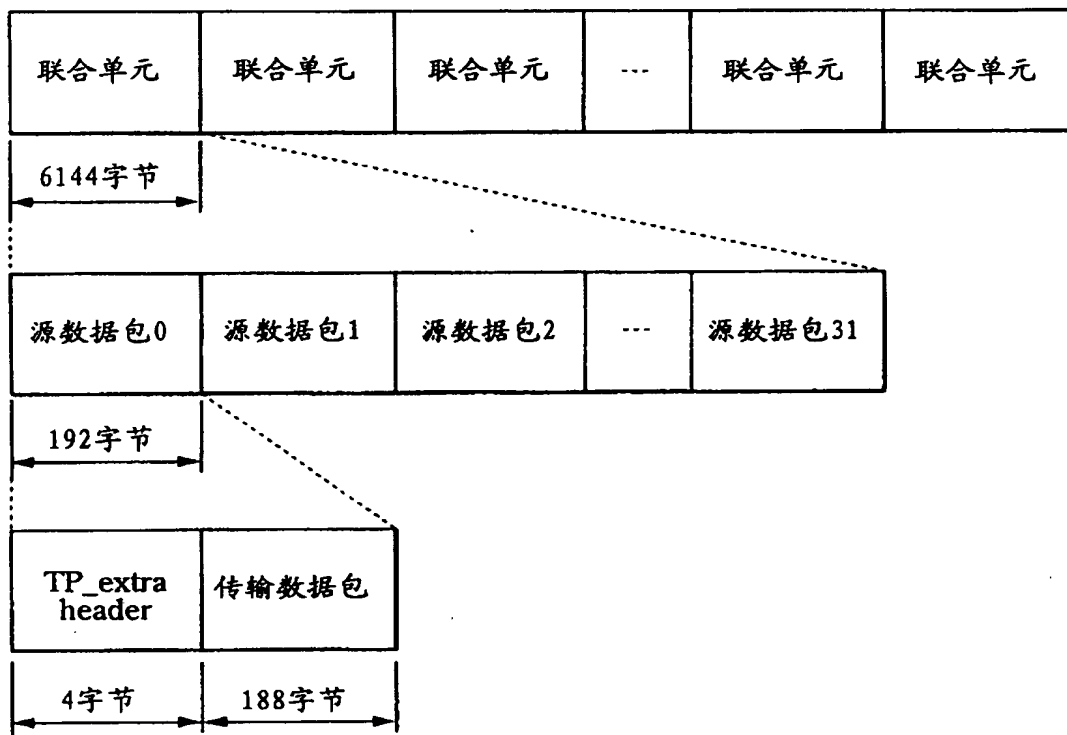 联合单元 联合单元 联合单元 --- 联合单元 联合单元
6144字节
源数据包0 源数据包1 源数据包2 --- 源数据包31
192字节
TP_extra
header
传输数据包
4字节 188字节